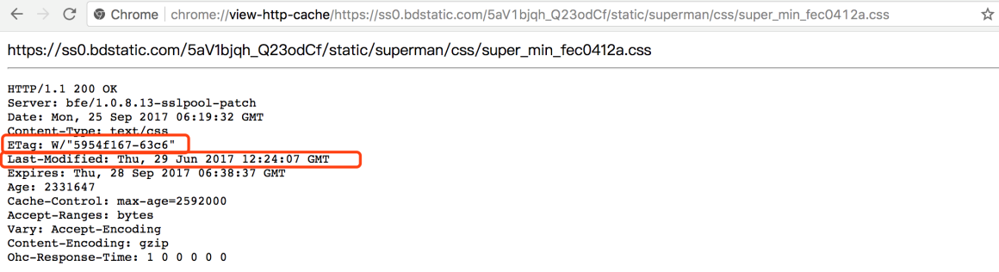 Chrome chrome://view-http-cache/https://ss0.bdstatic.com/5aV1bjqh_Q23odCf/static/superman/css/super_min_fec0412a.css
https://ss0.bdstatic.com/5aV1bjqh_Q23odCf/static/superman/css/super_min_fec0412a.css
HTTP/1.1 200 OK
Server: bfe/1.0.8.13-sslpool-patch
Date: Mon, 25 Sep 2017 06:19:32 GMT
Content-Type: text/css
ETag: W/"5954f167-63c6"
Last-Modified: Thu, 29 Jun 2017 12:24:07 GMT
Expires: Thu, 28 Sep 2017 06:38:37 GMT
Age: 2331647
Cache-Control: max-age=2592000
Accept-Ranges: bytes
Vary: Accept-Encoding
Content-Encoding: gzip
Ohc-Response-Time: 1 0 0 0 0 0